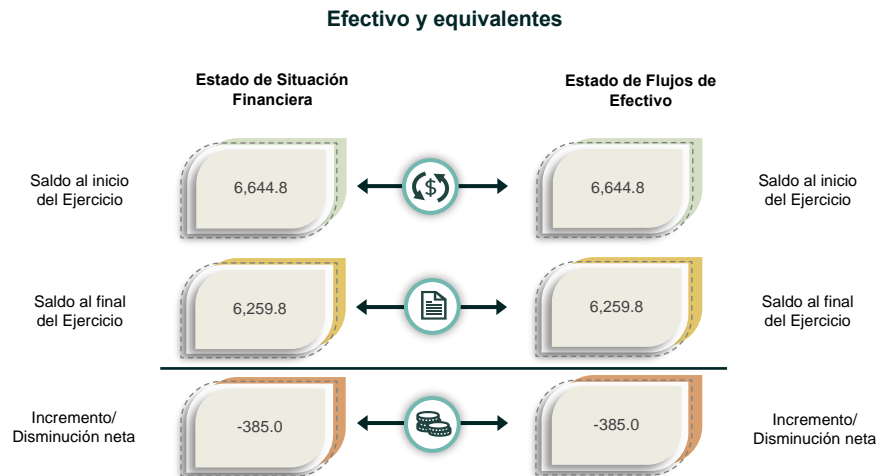 Efectivo y equivalentes
Estado de Situación
Financiera
Estado de Flujos de
Efectivo
Saldo al inicio
del Ejercicio
6,644.8
$
6,644.8
Saldo al inicio
del Ejercicio
Saldo al final
del Ejercicio
6,259.8
6,259.8
Saldo al final
del Ejercicio
Incremento/
Disminución neta
-385.0
-385.0
Incremento/
Disminución neta